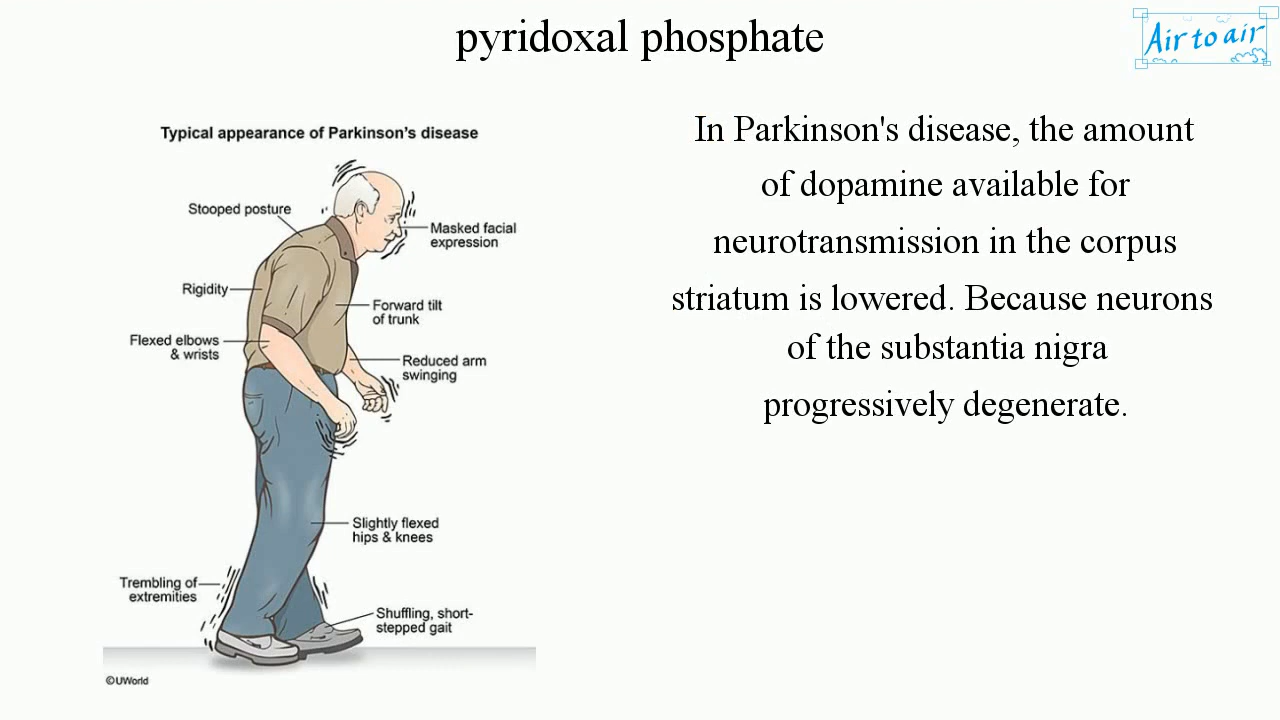 pyridoxal phosphate
Air to air
Typical appearance of Parkinson's disease
Stooped posture
Masked facial
expression
Rigidity
Forward tilt
of trunk
Flexed elbows
& wrists
Reduced arm
swinging
Slightly flexed
hips & knees
Trembling of
extremities
Shuffling, short-
stepped gait
©UWorld
In Parkinson's disease, the amount
of dopamine available for
neurotransmission in the corpus
striatum is lowered. Because neurons
of the substantia nigra
progressively degenerate.